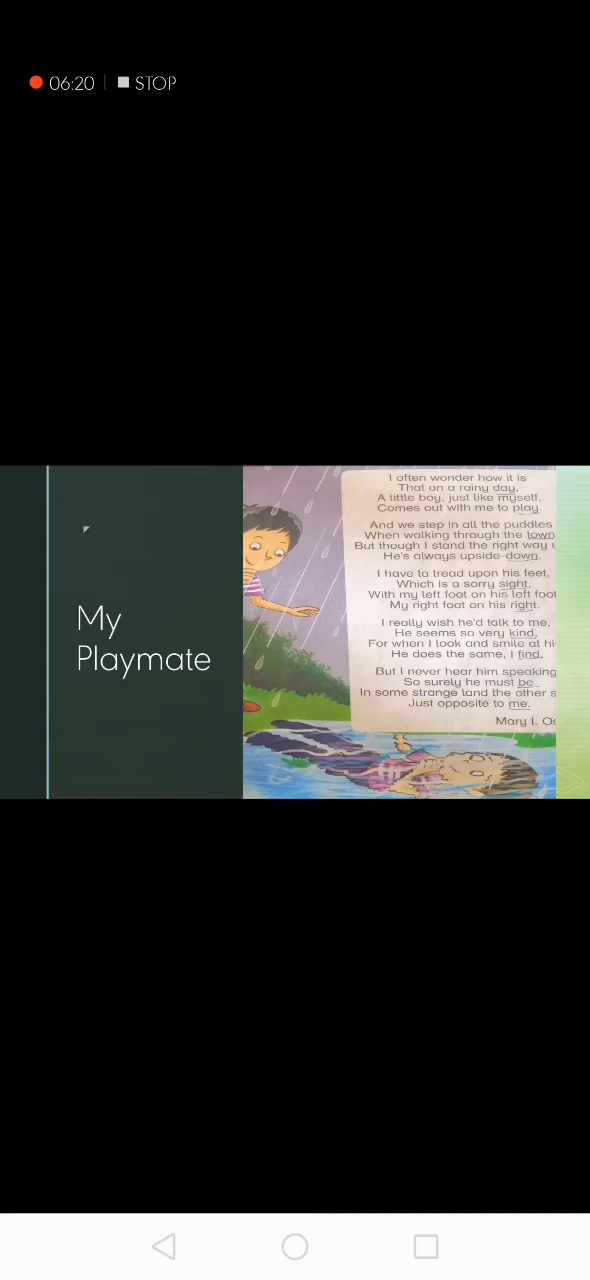 06:20 | STOP
My
Playmate
I often wonder how it is
That on a rainy day,
A little boy, just like myself,
Comes out with me to play.
And we step in all the puddles
When walking through the town
But though I stand the right way u
He's always upside-down.
I have to tread upon his feet,
Which is a sorry sight,
With my left foot on his left foot
My right foot on his right.
I really wish he'd talk to me,
He seems so very kind,
For when I look and smile at hi
He does the same, I find.
But I never hear him speaking
So surely he must be
In some strange land the other s
Just opposite to me.
Mary I. Os